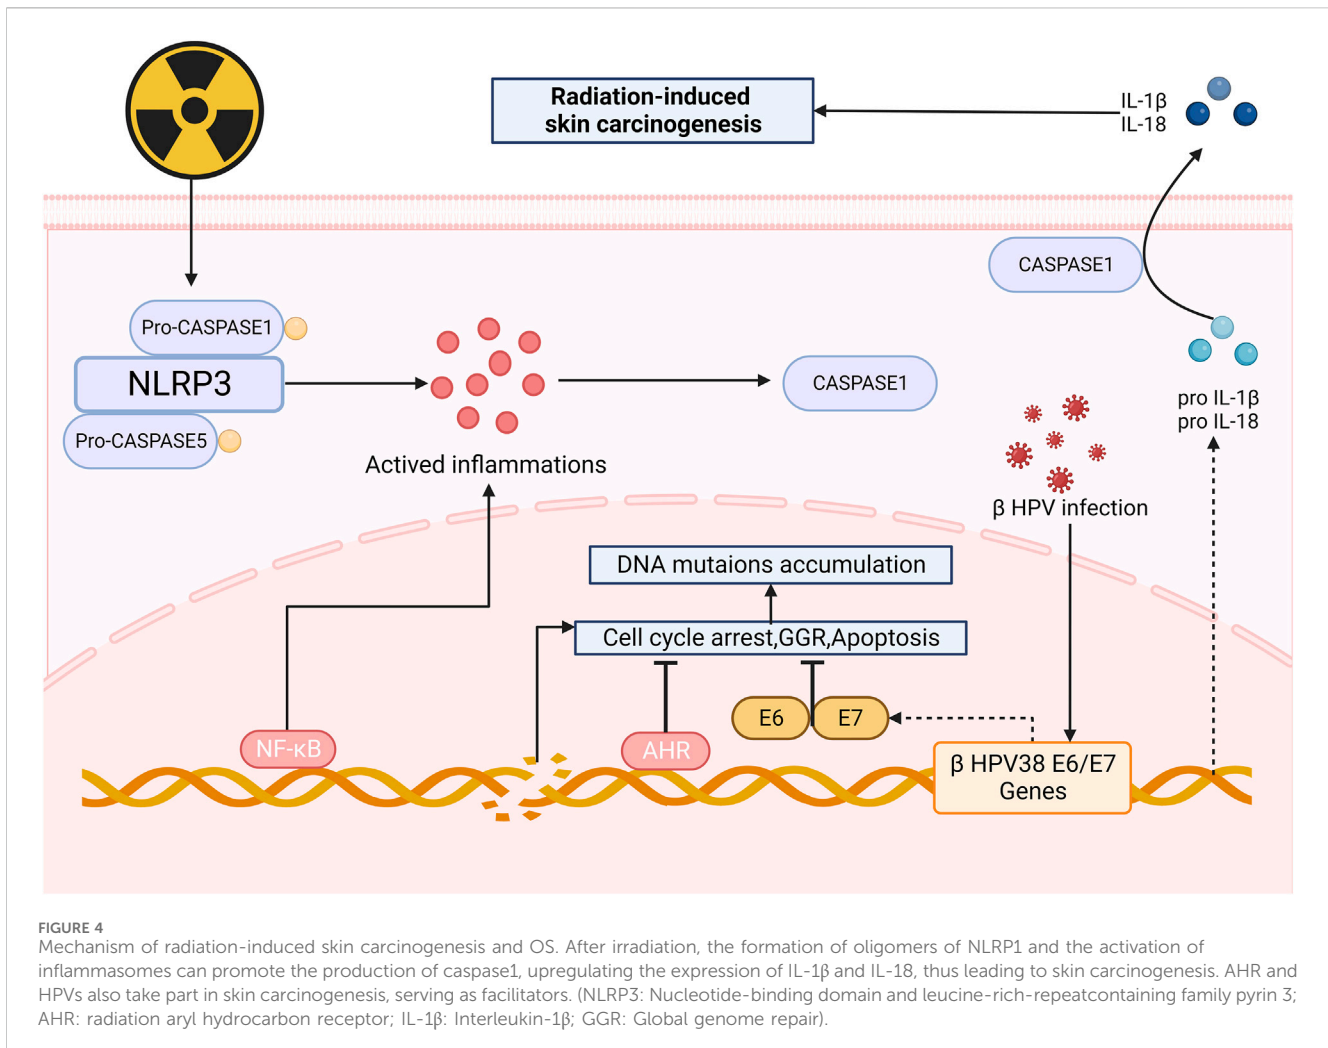 Radiation-induced
skin carcinogenesis
IL-1β
IL-18
CASPASE1
Pro-CASPASE1
NLRP3
Pro-CASPASE5
Actived inflammations
CASPASE1
pro IL-1β
pro IL-18
β HPV infection
DNA mutaions accumulation
Cell cycle arrest,GGR,Apoptosis
E6
E7
NF-κB
AHR
β HPV38 E6/E7
Genes
FIGURE 4
Mechanism of radiation-induced skin carcinogenesis and OS. After irradiation, the formation of oligomers of NLRP1 and the activation of
inflammasomes can promote the production of caspase1, upregulating the expression of IL-1β and IL-18, thus leading to skin carcinogenesis. AHR and
HPVs also take part in skin carcinogenesis, serving as facilitators. (NLRP3: Nucleotide-binding domain and leucine-rich-repeatcontaining family pyrin 3;
AHR: radiation aryl hydrocarbon receptor; IL-1β: Interleukin-1β; GGR: Global genome repair).